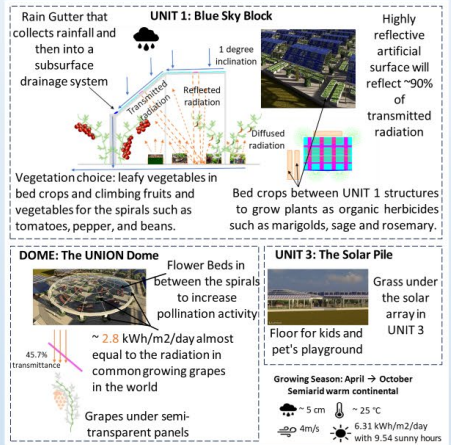 UNIT 1: Blue Sky Block
Rain Gutter that
collects rainfall and
then into a
subsurface
drainage system
1 degree
inclination
Transmitted
radiation
Reflected
radiation
Diffused
radiation
Highly
reflective
artificial
surface will
reflect ~90%
of
transmitted
radiation
Vegetation choice: leafy vegetables in
bed crops and climbing fruits and
vegetables for the spirals such as
tomatoes, pepper, and beans.
Bed crops between UNIT 1 structures
to grow plants as organic herbicides
such as marigolds, sage and rosemary.
DOME: The UNION Dome
Flower Beds in
between the spirals
to increase
pollination activity
45.7%
transmittance
~ 2.8 kWh/m2/day almost
equal to the radiation in
common growing grapes
in the world
Grapes under semi-
transparent panels
UNIT 3: The Solar Pile
Grass under
the solar
array in
UNIT 3
Floor for kids and
pet's playground
Growing Season: April → October
Semiarid warm continental
~ 5 cm
~ 25 °C
4m/s
6.31 kWh/m2/day
with 9.54 sunny hours